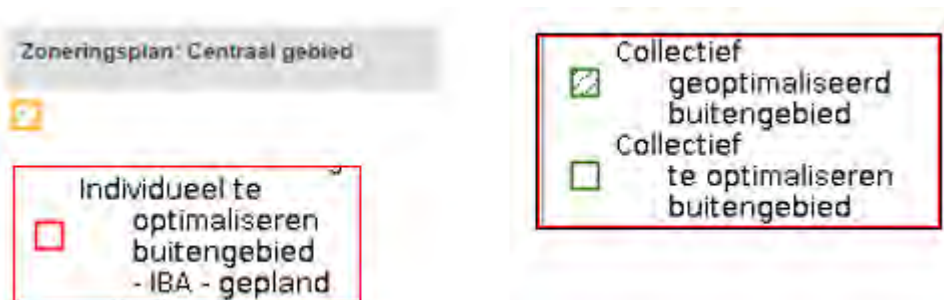 Zoneringsplan: Centraal gebied
Individueel te
optimaliseren
buitengebied
- IBA - gepland
Collectief
geoptimaliseerd
buitengebied
Collectief
te optimaliseren
buitengebied